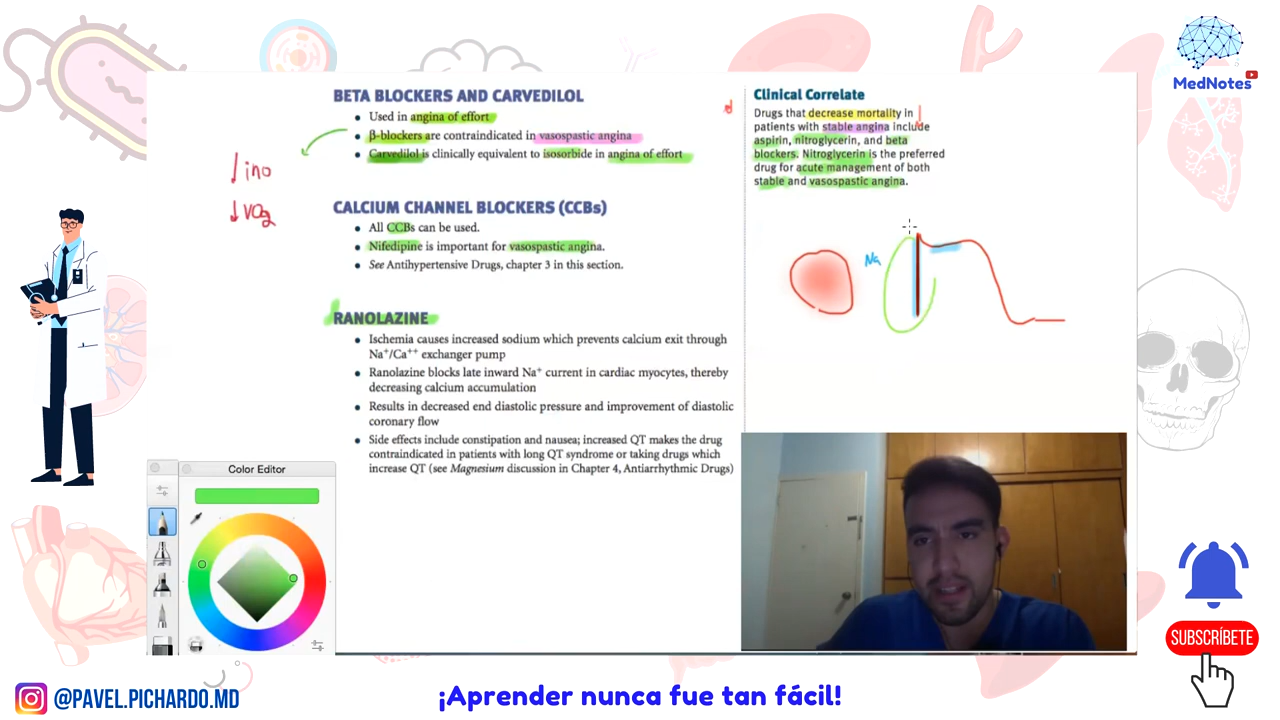 MedNotes
BETA BLOCKERS AND CARVEDILOL
• Used in angina of effort
• β-blockers are contraindicated in vasospastic angina
• Carvedilol is clinically equivalent to isosorbide in angina of effort
↓ ino
↓ VO2
CALCIUM CHANNEL BLOCKERS (CCBs)
• All CCBs can be used.
• Nifedipine is important for vasospastic angina.
• See Antihypertensive Drugs, chapter 3 in this section.
RANOLAZINE
• Ischemia causes increased sodium which prevents calcium exit through
Na+/Ca++ exchanger pump
• Ranolazine blocks late inward Na+ current in cardiac myocytes, thereby
decreasing calcium accumulation
• Results in decreased end diastolic pressure and improvement of diastolic
coronary flow
• Side effects include constipation and nausea; increased QT makes the drug
contraindicated in patients with long QT syndrome or taking drugs which
increase QT (see Magnesium discussion in Chapter 4, Antiarrhythmic Drugs)
Clinical Correlate
Drugs that decrease mortality in
patients with stable angina include
aspirin, nitroglycerin, and beta
blockers. Nitroglycerin is the preferred
drug for acute management of both
stable and vasospastic angina.
Na
Color Editor
SUBSCRÍBETE
@PAVEL.PICHARDO.MD
¡Aprender nunca fue tan fácil!